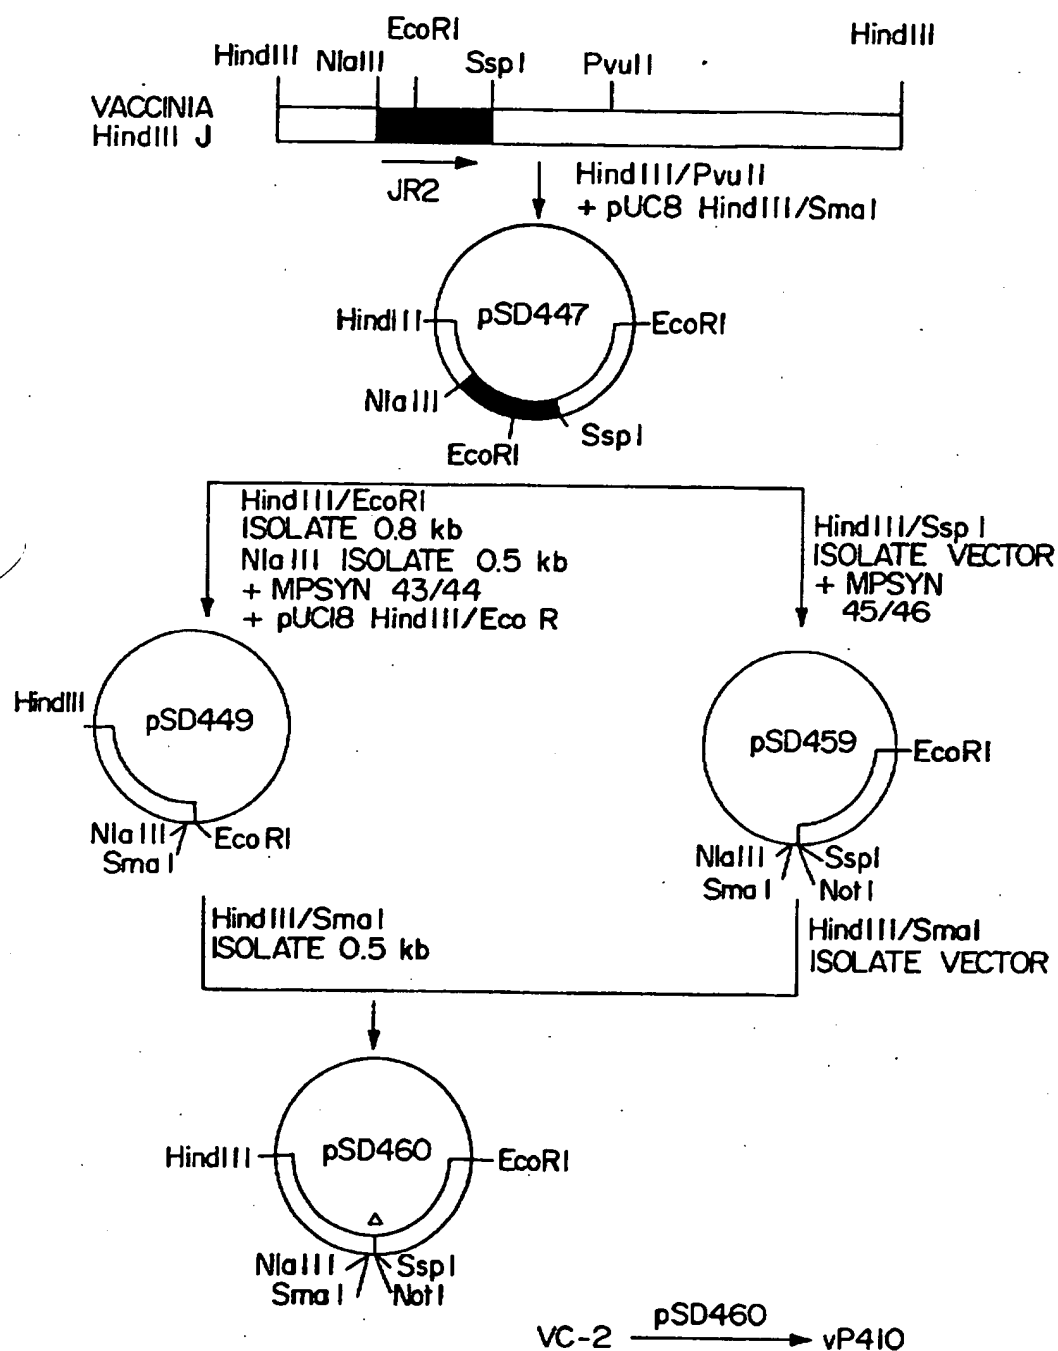 HindIII NlaIII EcoRI SspI PvuII HindIII
VACCINIA
HindIII J
JR2
HindIII/PvuII
+ pUC8 HindIII/SmaI
pSD447
HindIII
EcoRI
NlaIII
EcoRI
SspI
HindIII/EcoRI
ISOLATE 0.8 kb
NlaIII ISOLATE 0.5 kb
+ MPSYN 43/44
+ pUC18 HindIII/Eco R
HindIII/SspI
ISOLATE VECTOR
+ MPSYN
45/46
HindIII
pSD449
NlaIII
SmaI
EcoRI
pSD459
EcoRI
NlaIII
SmaI
SspI
NotI
HindIII/SmaI
ISOLATE 0.5 kb
HindIII/SmaI
ISOLATE VECTOR
HindIII
pSD460
EcoRI
Δ
NlaIII
SmaI
SspI
NotI
pSD460
VC-2
vP410